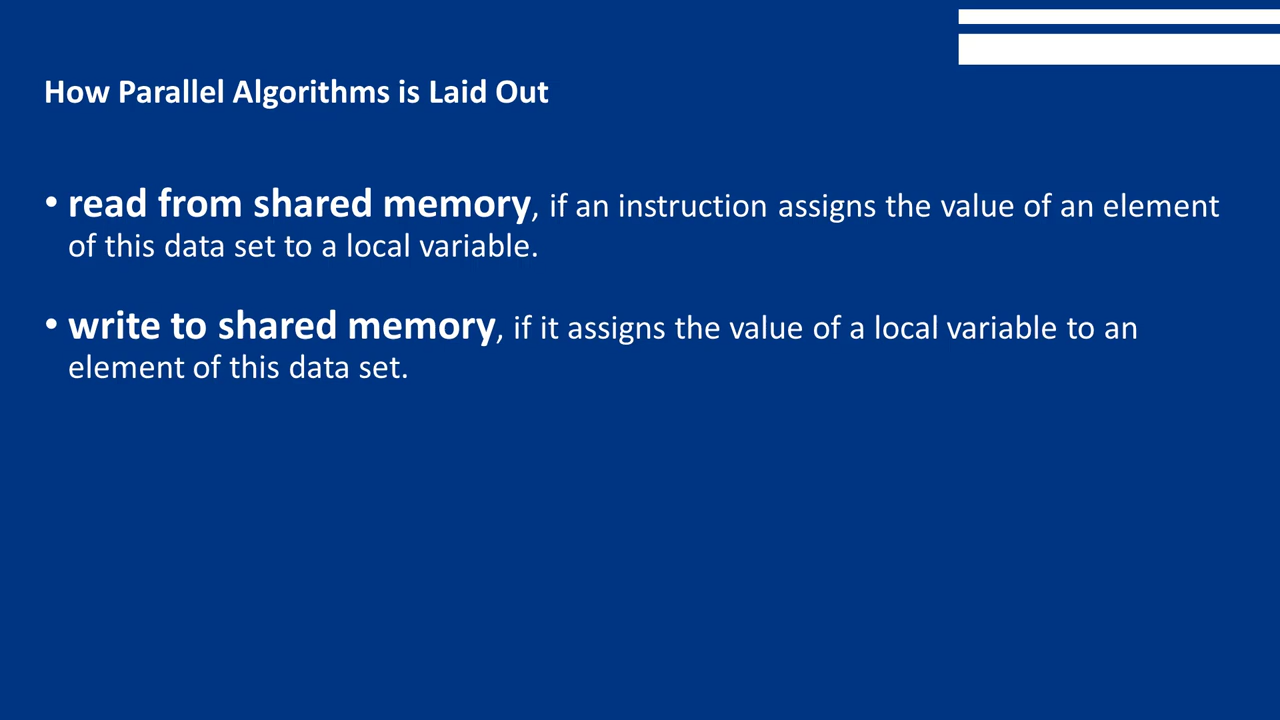 How Parallel Algorithms is Laid Out
• read from shared memory, if an instruction assigns the value of an element
of this data set to a local variable.
• write to shared memory, if it assigns the value of a local variable to an
element of this data set.